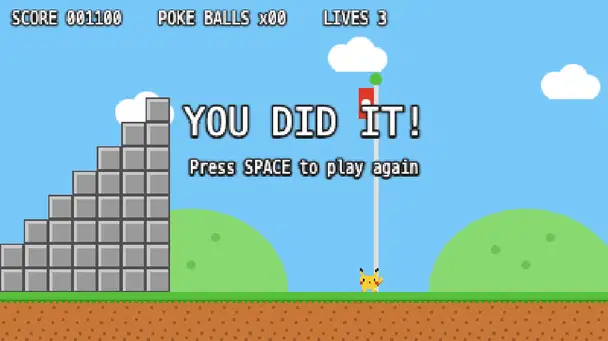 SCORE 001100 POKE BALLS x00 LIVES 3
YOU DID IT!
Press SPACE to play again